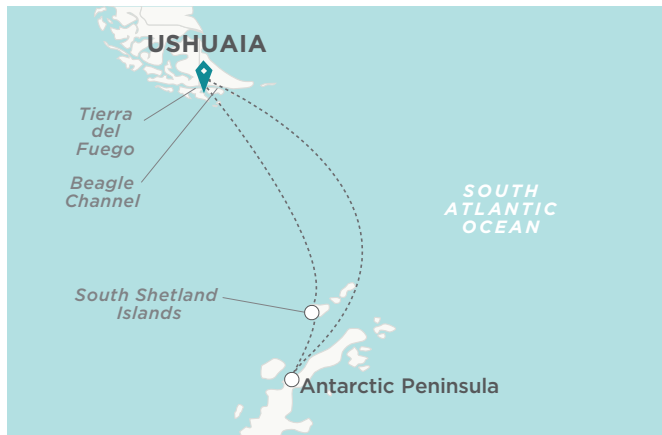 USHUAIA
Tierra
del
Fuego
Beagle
Channel
SOUTH
ATLANTIC
OCEAN
South Shetland
Islands
Antarctic Peninsula